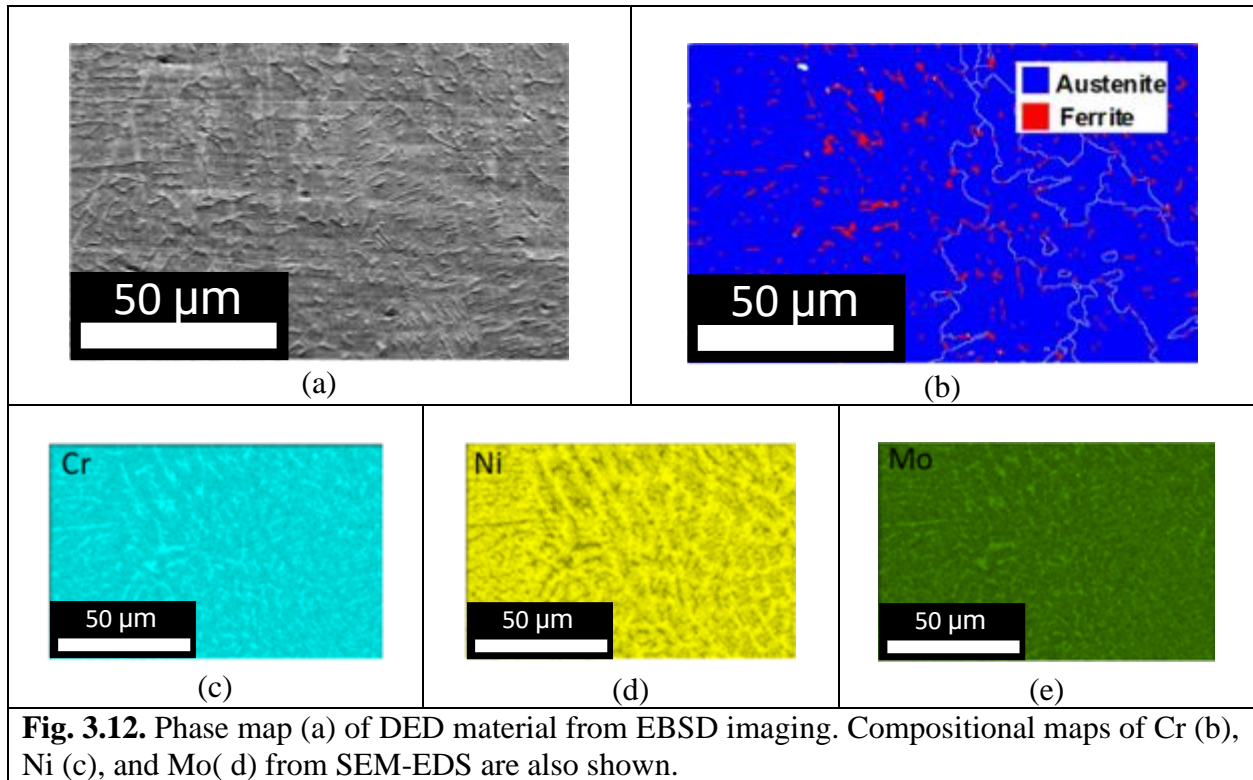 50 µm
(a)
Austenite
Ferrite
50 µm
(b)
Cr
50 µm
(c)
Ni
50 µm
(d)
Mo
50 µm
(e)
Fig. 3.12. Phase map (a) of DED material from EBSD imaging. Compositional maps of Cr (b),
Ni (c), and Mo( d) from SEM-EDS are also shown.